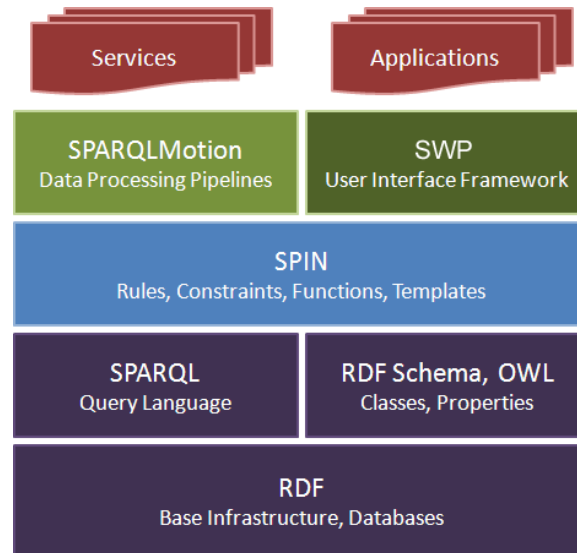 Services
Applications
SPARQLMotion
Data Processing Pipelines
SWP
User Interface Framework
SPIN
Rules, Constraints, Functions, Templates
SPARQL
Query Language
RDF Schema, OWL
Classes, Properties
RDF
Base Infrastructure, Databases